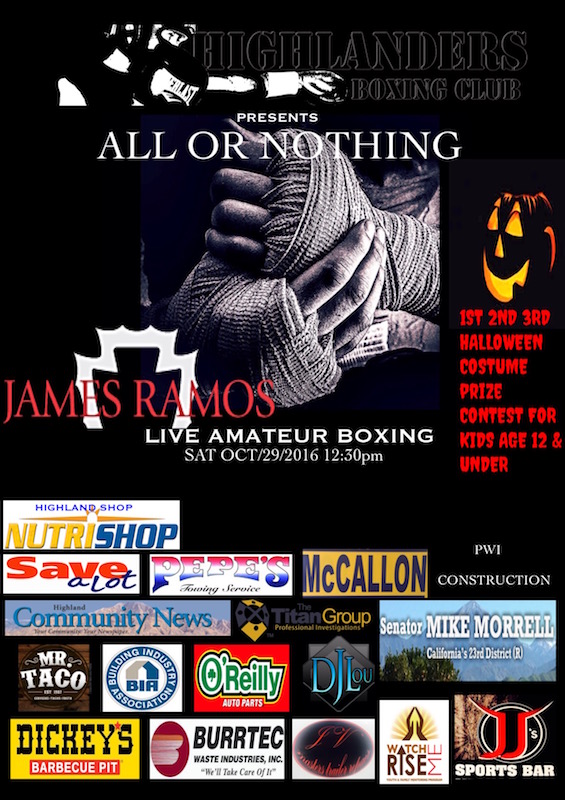 HIGHLANDERS
BOXING CLUB
PRESENTS
ALL OR NOTHING
1ST 2ND 3RD
HALLOWEEN
COSTUME
PRIZE
CONTEST FOR
KIDS AGE 12 &
UNDER
JAMES RAMOS
LIVE AMATEUR BOXING
SAT OCT/29/2016 12:30pm
HIGHLAND SHOP
NUTRISHOP
Save
a lot
PEPE'S
Towing Service
McCALLON
PWI
CONSTRUCTION
Highland
Community News
Your Community. Your Newspaper.
The
TitanGroup
Professional Investigations
TM
Senator MIKE MORRELL
California's 23rd District (R)
MR.
TACO
BUILDING INDUSTRY
BIA
ASSOCIATION
O'Reilly
AUTO PARTS
DJ LOU
DICKEY'S
BARBECUE PIT
BURRTEC
WASTE INDUSTRIES, INC.
"We'll Take Care Of It"
WATCH
ME
RISE
JJ's
SPORTS BAR